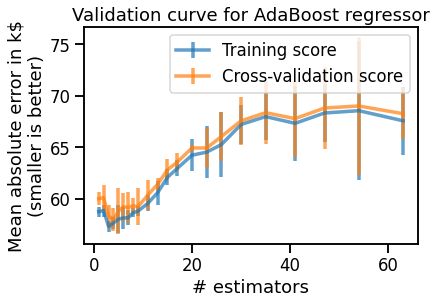 Validation curve for AdaBoost regressor
Mean absolute error in k$
(smaller is better)
75
70
65
60
Training score
Cross-validation score
0
20
40
60
# estimators